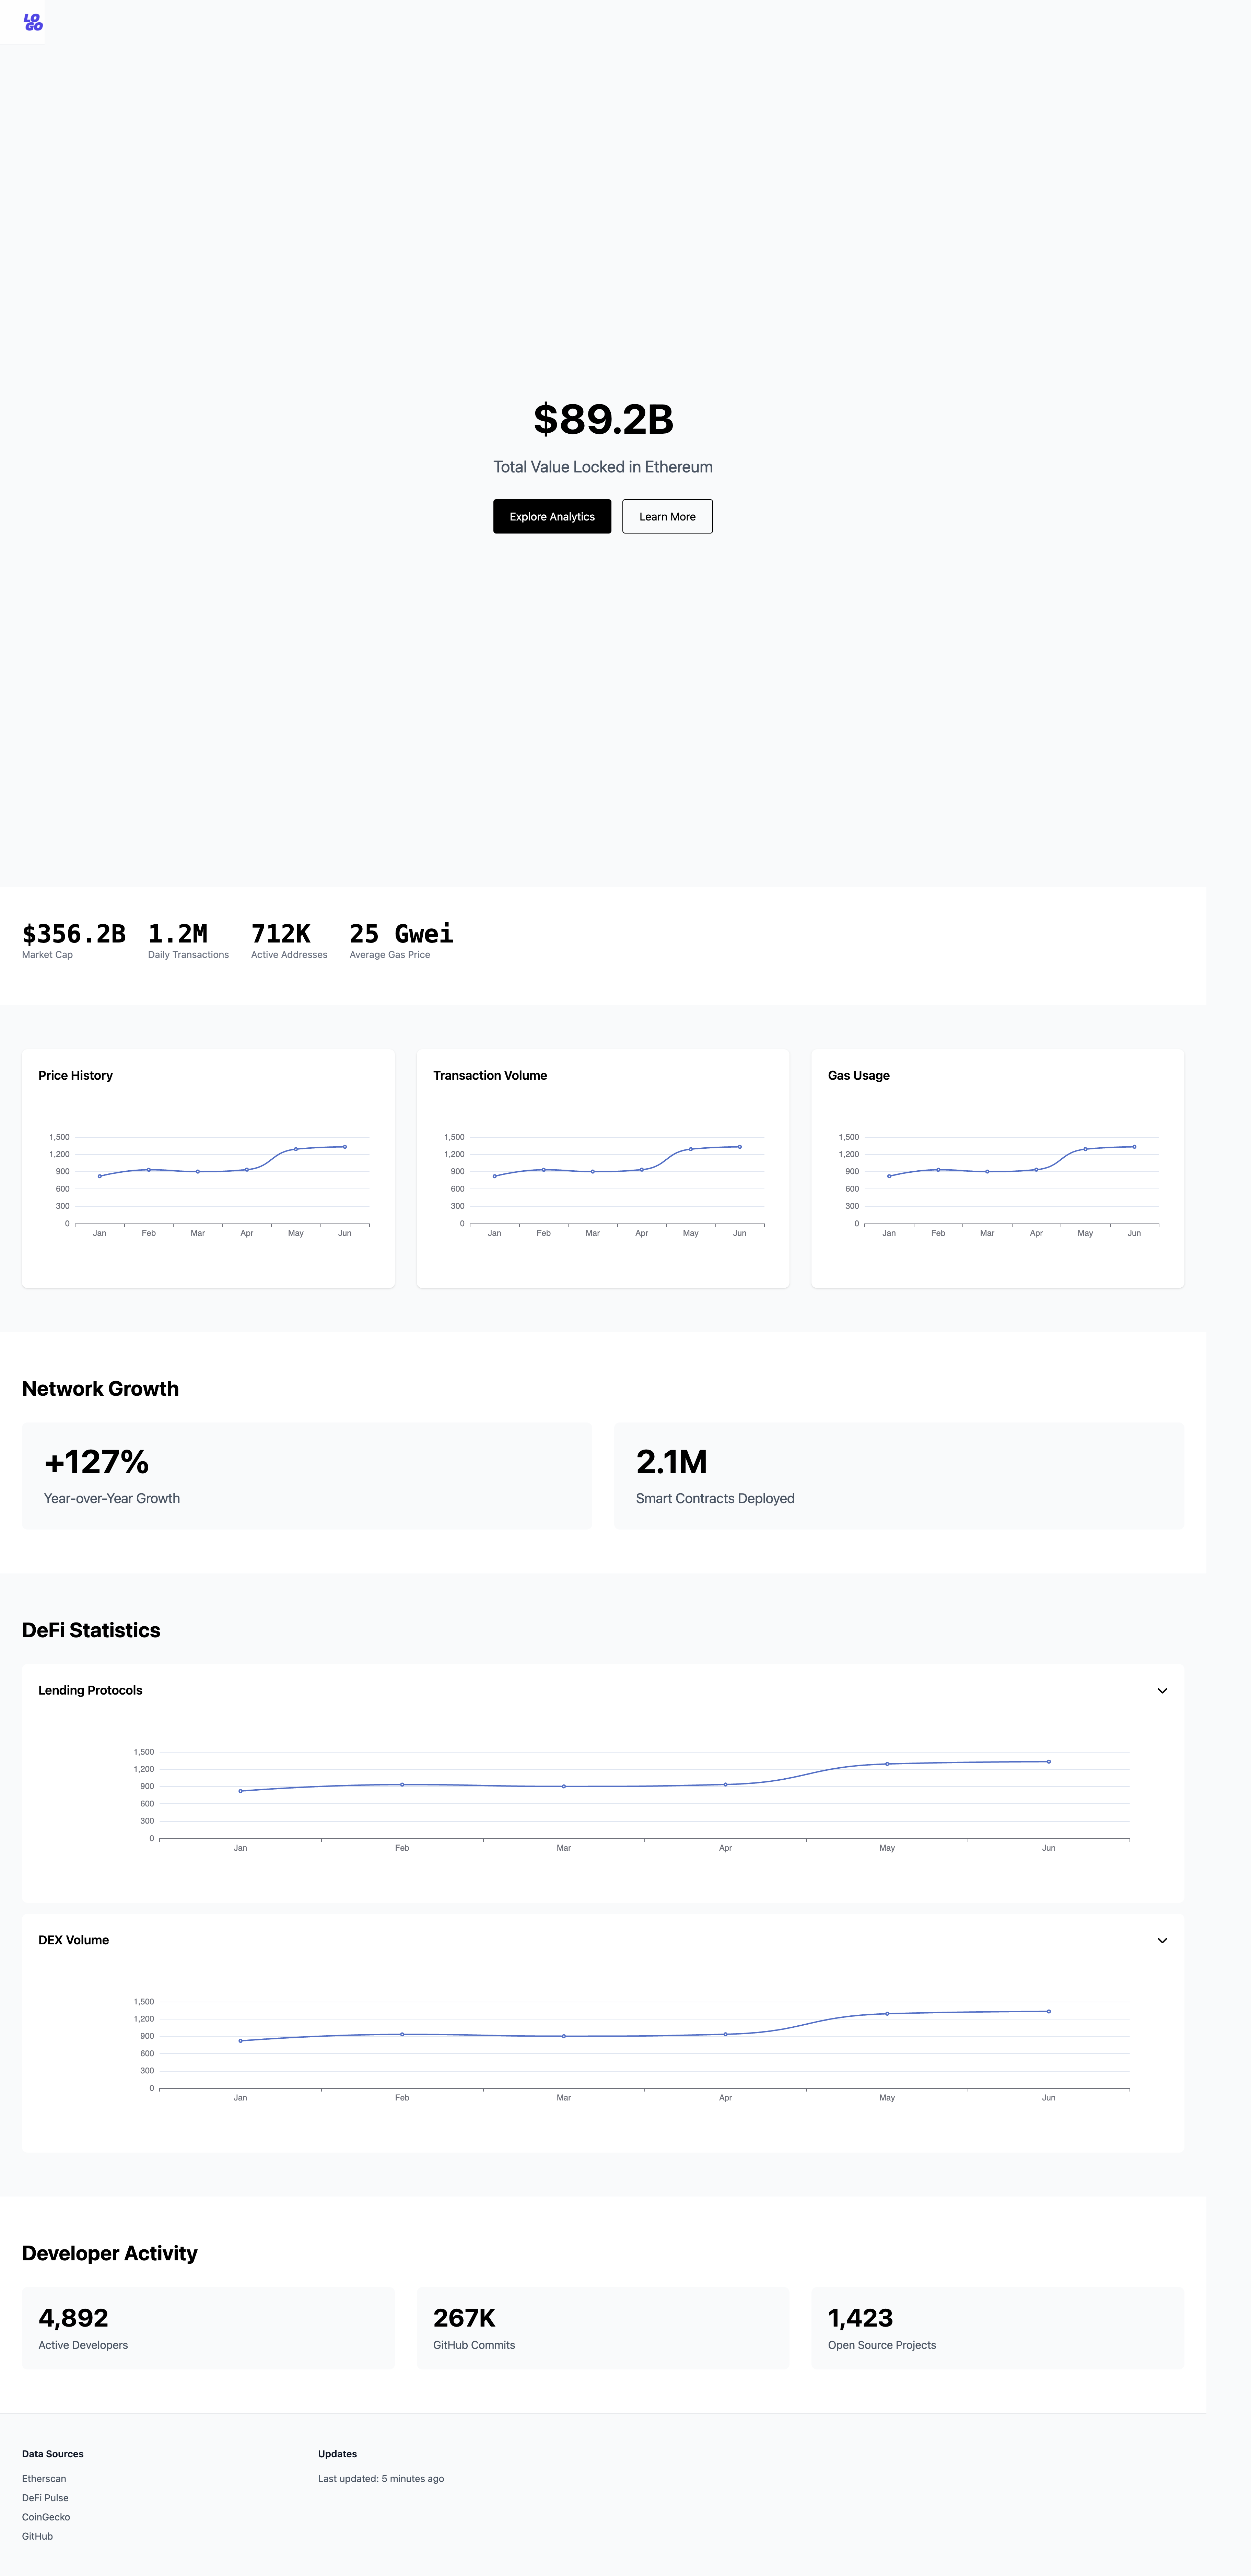 LO
GO
$89.2B
Total Value Locked in Ethereum
Explore Analytics
Learn More
$356.2B
Market Cap
1.2M
Daily Transactions
712K
Active Addresses
25 Gwei
Average Gas Price
Price History
1,500
1,200
900
600
300
0
Jan Feb Mar Apr May Jun
Transaction Volume
1,500
1,200
900
600
300
0
Jan Feb Mar Apr May Jun
Gas Usage
1,500
1,200
900
600
300
0
Jan Feb Mar Apr May Jun
Network Growth
+127%
Year-over-Year Growth
2.1M
Smart Contracts Deployed
DeFi Statistics
Lending Protocols
1,500
1,200
900
600
300
0
Jan Feb Mar Apr May Jun
DEX Volume
1,500
1,200
900
600
300
0
Jan Feb Mar Apr May Jun
Developer Activity
4,892
Active Developers
267K
GitHub Commits
1,423
Open Source Projects
Data Sources
Etherscan
DeFi Pulse
CoinGecko
GitHub
Updates
Last updated: 5 minutes ago